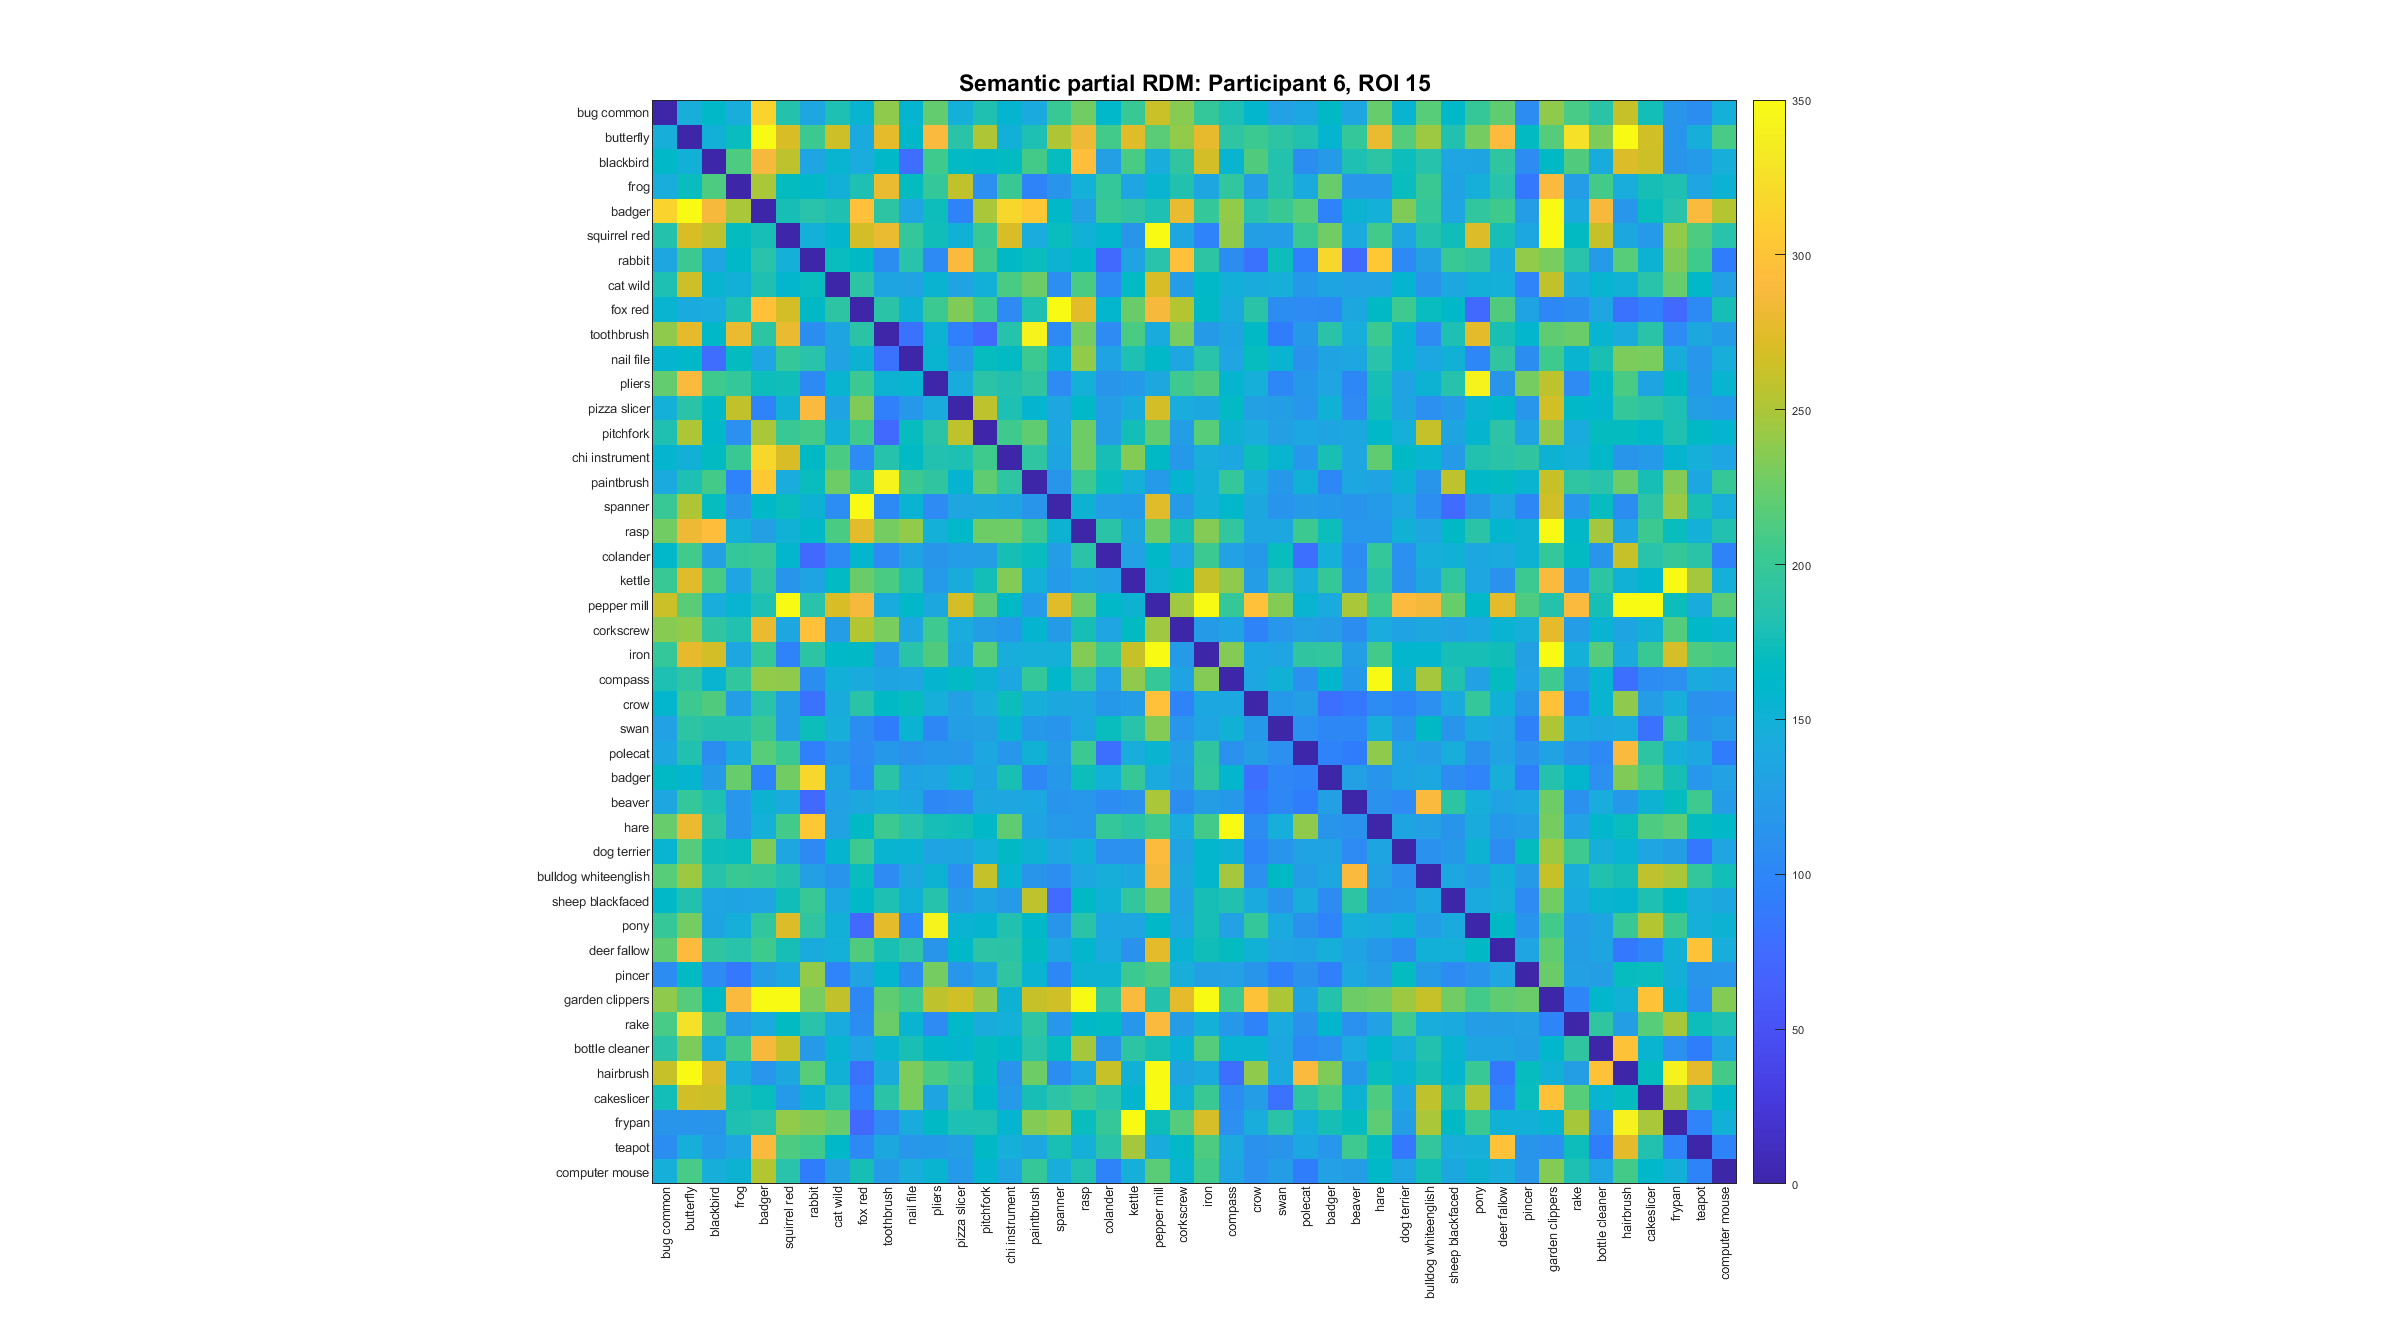 Semantic partial RDM: Participant 6, ROI 15
bug common
butterfly
blackbird
frog
badger
squirrel red
rabbit
cat wild
fox red
toothbrush
nail file
pliers
pizza slicer
pitchfork
chi instrument
paintbrush
spanner
rasp
colander
kettle
pepper mill
corkscrew
iron
compass
crow
swan
polecat
badger
beaver
hare
dog terrier
bulldog whiteenglish
sheep blackfaced
pony
deer fallow
pincer
garden clippers
rake
bottle cleaner
hairbrush
cakeslicer
frypan
teapot
computer mouse
bug common
butterfly
blackbird
frog
badger
squirrel red
rabbit
cat wild
fox red
toothbrush
nail file
pliers
pizza slicer
pitchfork
chi instrument
paintbrush
spanner
rasp
colander
kettle
pepper mill
corkscrew
iron
compass
crow
swan
polecat
badger
beaver
hare
dog terrier
bulldog whiteenglish
sheep blackfaced
pony
deer fallow
pincer
garden clippers
rake
bottle cleaner
hairbrush
cakeslicer
frypan
teapot
computer mouse
350
300
250
200
150
100
50
0